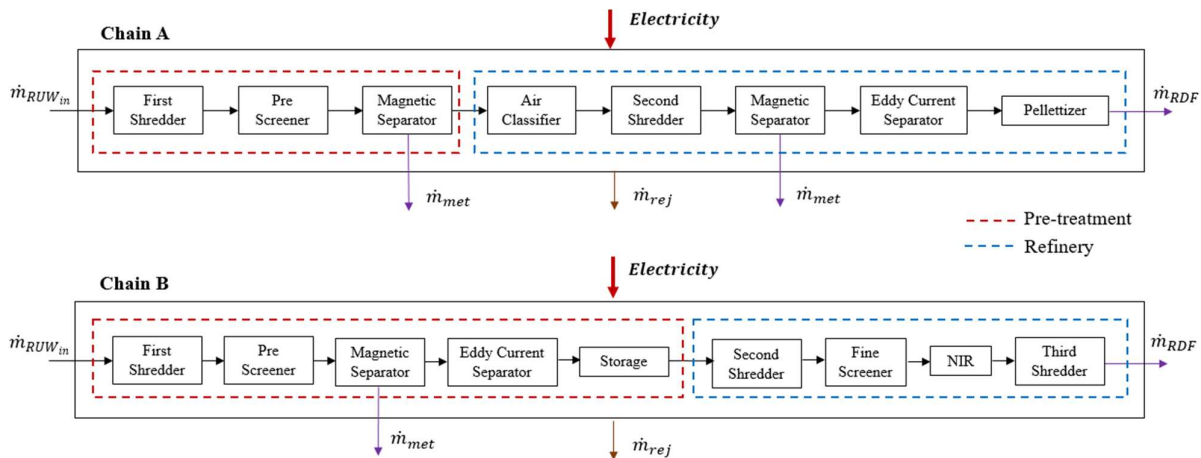 Electricity
Chain A
ṁ_RUW_in
First
Shredder
Pre
Screener
Magnetic
Separator
Air
Classifier
Second
Shredder
Magnetic
Separator
Eddy Current
Separator
Pellettizer
ṁ_RDF
ṁ_met
ṁ_rej
ṁ_met
Pre-treatment
Refinery
Electricity
Chain B
ṁ_RUW_in
First
Shredder
Pre
Screener
Magnetic
Separator
Eddy Current
Separator
Storage
Second
Shredder
Fine
Screener
NIR
Third
Shredder
ṁ_RDF
ṁ_met
ṁ_rej